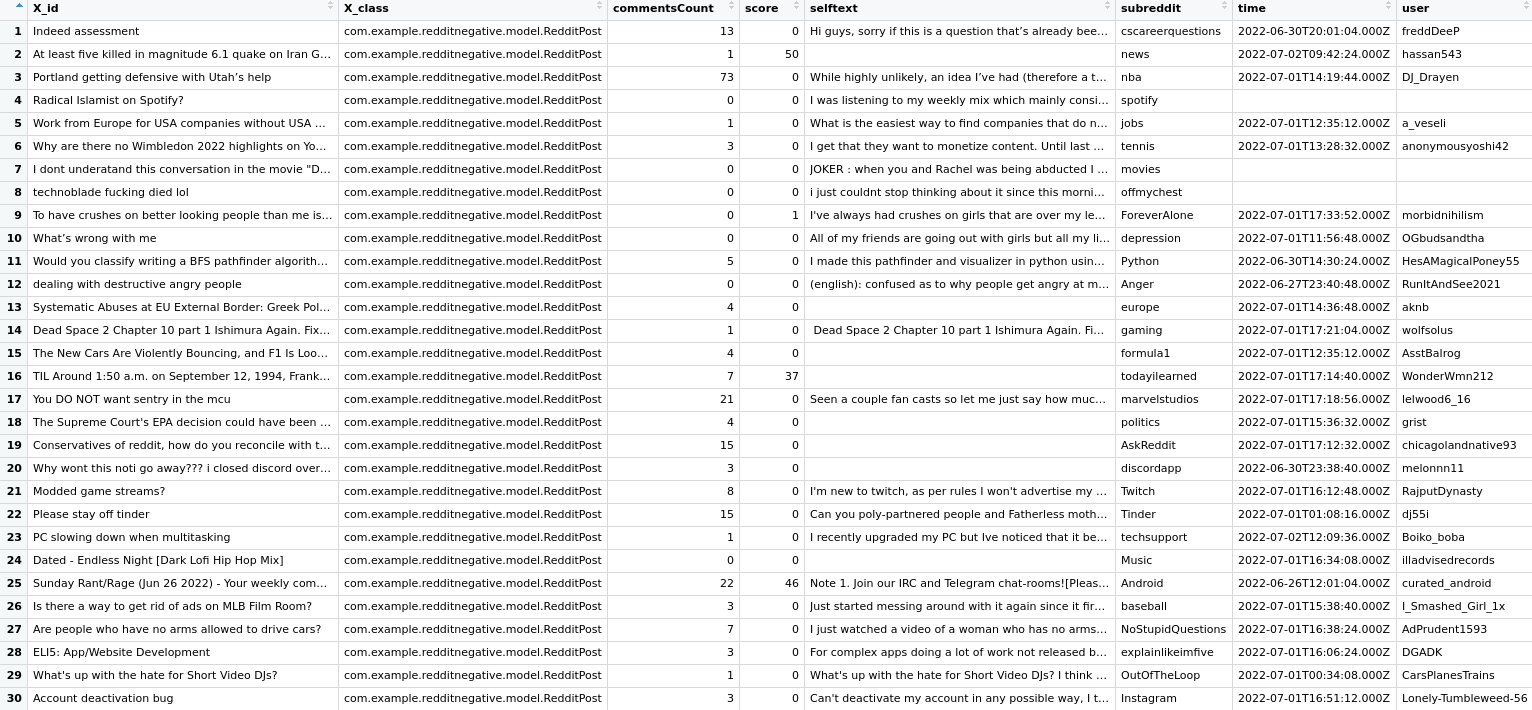 X_id X_class commentsCount score selftext subreddit time user
1 Indeed assessment com.example.redditnegative.model.RedditPost 13 0 Hi guys, sorry if this is a question that’s already bee... cscareerquestions 2022-06-30T20:01:04.000Z freddDeeP
2 At least five killed in magnitude 6.1 quake on Iran G... com.example.redditnegative.model.RedditPost 1 50 news 2022-07-02T09:42:24.000Z hassan543
3 Portland getting defensive with Utah’s help com.example.redditnegative.model.RedditPost 73 0 While highly unlikely, an idea I’ve had (therefore a t... nba 2022-07-01T14:19:44.000Z DJ_Drayen
4 Radical Islamist on Spotify? com.example.redditnegative.model.RedditPost 0 0 I was listening to my weekly mix which mainly consi... spotify
5 Work from Europe for USA companies without USA ... com.example.redditnegative.model.RedditPost 1 0 What is the easiest way to find companies that do n... jobs 2022-07-01T12:35:12.000Z a_veseli
6 Why are there no Wimbledon 2022 highlights on Yo... com.example.redditnegative.model.RedditPost 3 0 I get that they want to monetize content. Until last ... tennis 2022-07-01T13:28:32.000Z anonymousyoshi42
7 I dont underatand this conversation in the movie "D... com.example.redditnegative.model.RedditPost 0 0 JOKER : when you and Rachel was being abducted I ... movies
8 technoblade fucking died lol com.example.redditnegative.model.RedditPost 0 0 i just couldnt stop thinking about it since this morni... offmychest
9 To have crushes on better looking people than me is... com.example.redditnegative.model.RedditPost 0 1 I've always had crushes on girls that are over my le... ForeverAlone 2022-07-01T17:33:52.000Z morbidnihilism
10 What’s wrong with me com.example.redditnegative.model.RedditPost 0 0 All of my friends are going out with girls but all my li... depression 2022-07-01T11:56:48.000Z OGbudsandtha
11 Would you classify writing a BFS pathfinder algorith... com.example.redditnegative.model.RedditPost 5 0 I made this pathfinder and visualizer in python usin... Python 2022-06-30T14:30:24.000Z HesAMagicalPoney55
12 dealing with destructive angry people com.example.redditnegative.model.RedditPost 0 0 (english): confused as to why people get angry at m... Anger 2022-06-27T23:40:48.000Z RunItAndSee2021
13 Systematic Abuses at EU External Border: Greek Pol... com.example.redditnegative.model.RedditPost 4 0 europe 2022-07-01T14:36:48.000Z aknb
14 Dead Space 2 Chapter 10 part 1 Ishimura Again. Fix... com.example.redditnegative.model.RedditPost 1 0 Dead Space 2 Chapter 10 part 1 Ishimura Again. Fi... gaming 2022-07-01T17:21:04.000Z wolfsolus
15 The New Cars Are Violently Bouncing, and F1 Is Loo... com.example.redditnegative.model.RedditPost 4 0 formula1 2022-07-01T12:35:12.000Z AsstBalrog
16 TIL Around 1:50 a.m. on September 12, 1994, Frank... com.example.redditnegative.model.RedditPost 7 37 todayilearned 2022-07-01T17:14:40.000Z WonderWmn212
17 You DO NOT want sentry in the mcu com.example.redditnegative.model.RedditPost 21 0 Seen a couple fan casts so let me just say how muc... marvelstudios 2022-07-01T17:18:56.000Z lelwood6_16
18 The Supreme Court's EPA decision could have been ... com.example.redditnegative.model.RedditPost 4 0 politics 2022-07-01T15:36:32.000Z grist
19 Conservatives of reddit, how do you reconcile with t... com.example.redditnegative.model.RedditPost 15 0 AskReddit 2022-07-01T17:12:32.000Z chicagolandnative93
20 Why wont this noti go away??? i closed discord over... com.example.redditnegative.model.RedditPost 3 0 discordapp 2022-06-30T23:38:40.000Z melonnn11
21 Modded game streams? com.example.redditnegative.model.RedditPost 8 0 I'm new to twitch, as per rules I won't advertise my ... Twitch 2022-07-01T16:12:48.000Z RajputDynasty
22 Please stay off tinder com.example.redditnegative.model.RedditPost 15 0 Can you poly-partnered people and Fatherless moth... Tinder 2022-07-01T01:08:16.000Z dj55i
23 PC slowing down when multitasking com.example.redditnegative.model.RedditPost 1 0 I recently upgraded my PC but Ive noticed that it be... techsupport 2022-07-02T12:09:36.000Z Boiko_boba
24 Dated - Endless Night [Dark Lofi Hip Hop Mix] com.example.redditnegative.model.RedditPost 0 0 Music 2022-07-01T16:34:08.000Z illadvisedrecords
25 Sunday Rant/Rage (Jun 26 2022) - Your weekly com... com.example.redditnegative.model.RedditPost 22 46 Note 1. Join our IRC and Telegram chat-rooms![Pleas... Android 2022-06-26T12:01:04.000Z curated_android
26 Is there a way to get rid of ads on MLB Film Room? com.example.redditnegative.model.RedditPost 3 0 Just started messing around with it again since it fir... baseball 2022-07-01T15:38:40.000Z I_Smashed_Girl_1x
27 Are people who have no arms allowed to drive cars? com.example.redditnegative.model.RedditPost 7 0 I just watched a video of a woman who has no arms... NoStupidQuestions 2022-07-01T16:38:24.000Z AdPrudent1593
28 ELI5: App/Website Development com.example.redditnegative.model.RedditPost 3 0 For complex apps doing a lot of work not released b... explainlikeimfive 2022-07-01T16:06:24.000Z DGADK
29 What's up with the hate for Short Video DJs? com.example.redditnegative.model.RedditPost 1 0 What's up with the hate for Short Video DJs? I think ... OutOfTheLoop 2022-07-01T00:34:08.000Z CarsPlanesTrains
30 Account deactivation bug com.example.redditnegative.model.RedditPost 3 0 Can't deactivate my account in any possible way, I t... Instagram 2022-07-01T16:51:12.000Z Lonely-Tumbleweed-56